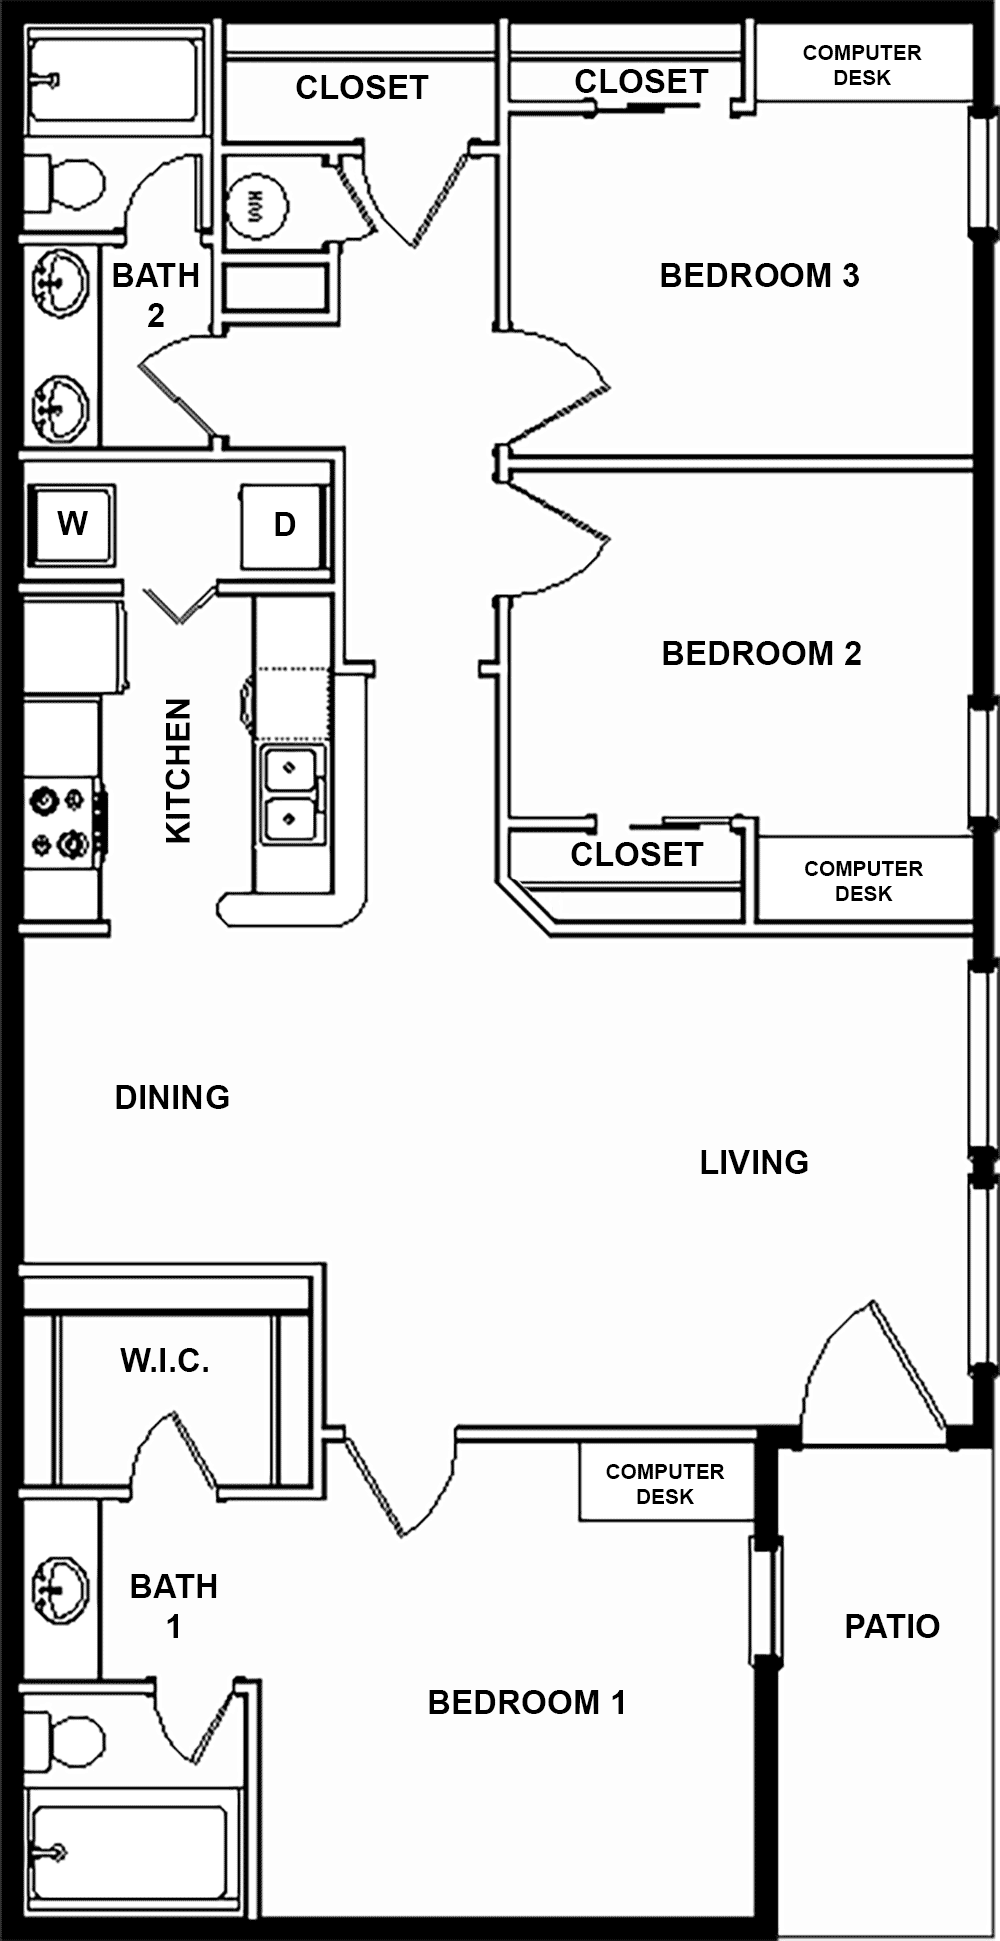 COMPUTER
DESK
CLOSET
CLOSET
WH
BATH
2
BEDROOM 3
W
D
BEDROOM 2
KITCHEN
CLOSET
COMPUTER
DESK
DINING
LIVING
W.I.C.
COMPUTER
DESK
BATH
1
PATIO
BEDROOM 1